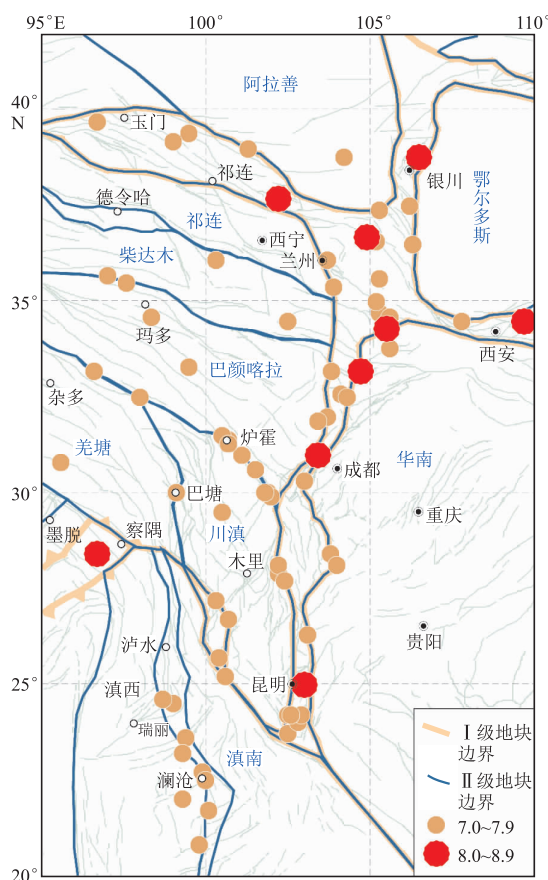 95°E
100°
105°
110°
40°
N
阿拉善
玉门
祁连
银川
鄂尔多斯
德令哈
祁连
西宁
兰州
柴达木
35°
玛多
西安
巴颜喀拉
杂多
炉霍
羌塘
成都
华南
30°
巴塘
墨脱
察隅
川滇
重庆
木里
泸水
贵阳
25°
滇西
昆明
瑞丽
滇南
澜沧
20°
Ⅰ级地块
边界
Ⅱ级地块
边界
7.0~7.9
8.0~8.9